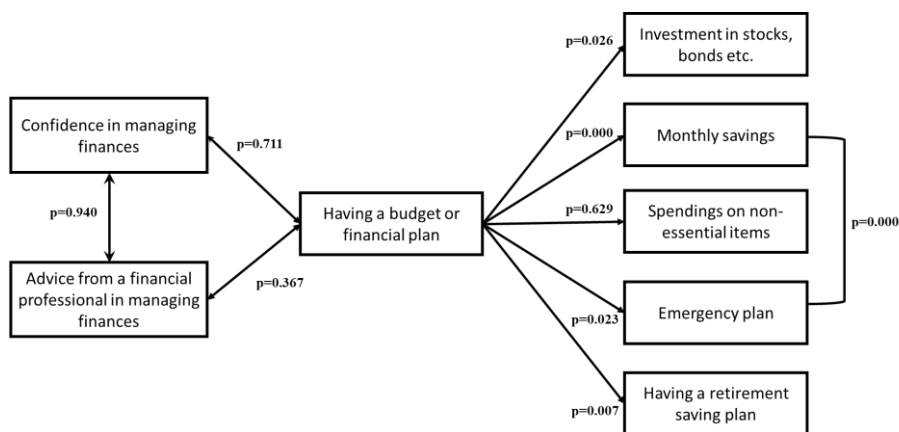 p=0.026
Investment in stocks,
bonds etc.
Confidence in managing
finances
p=0.711
p=0.000
Monthly savings
p=0.940
Having a budget or
financial plan
p=0.629
Spendings on non-
essential items
p=0.000
Advice from a financial
professional in managing
finances
p=0.367
p=0.023
Emergency plan
p=0.007
Having a retirement
saving plan